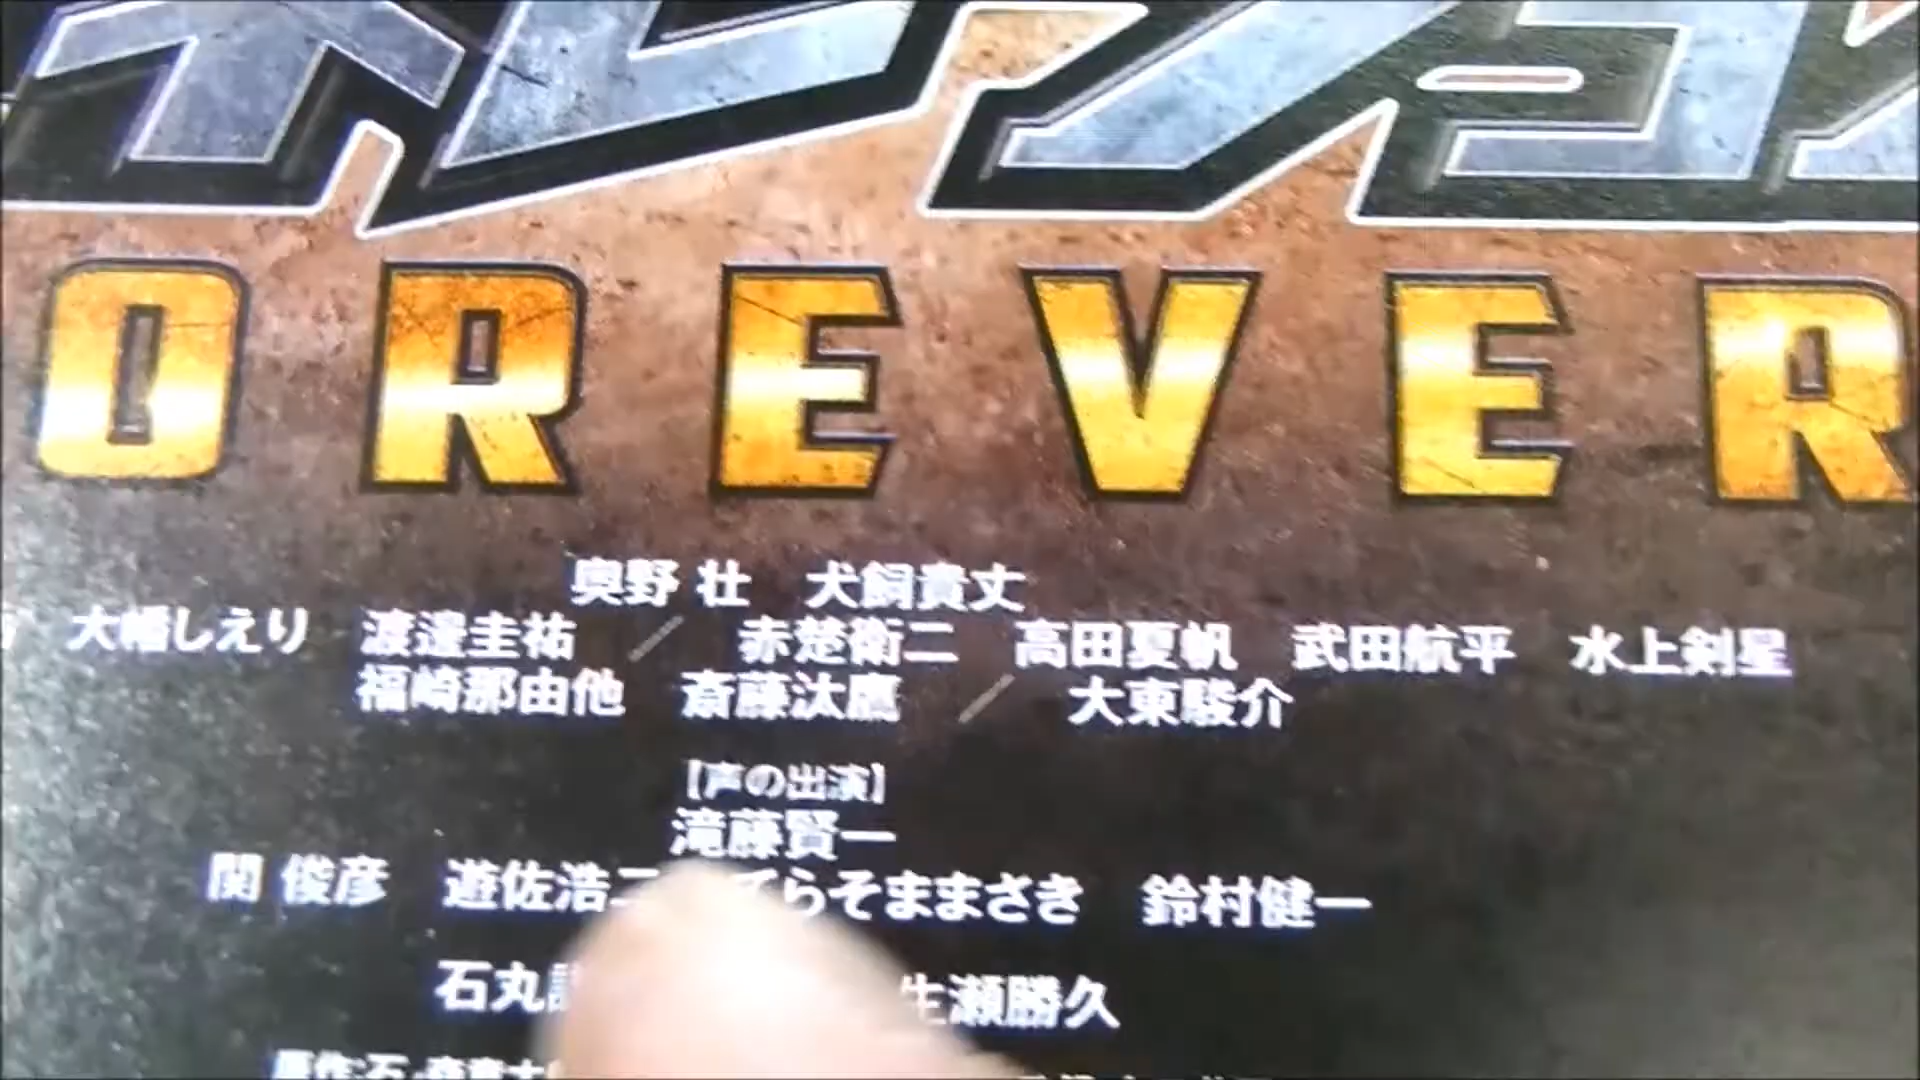 OREVER
奥野 壮 犬飼貴丈
大幡しえり 渡邊圭祐 ／ 赤楚衛二 高田夏帆 武田航平 水上剣星
福崎那由他 斎藤汰鷹 ／ 大東駿介
【声の出演】
滝藤賢一
関 俊彦 遊佐浩二 てらそままさき 鈴村健一
石丸 生瀬勝久